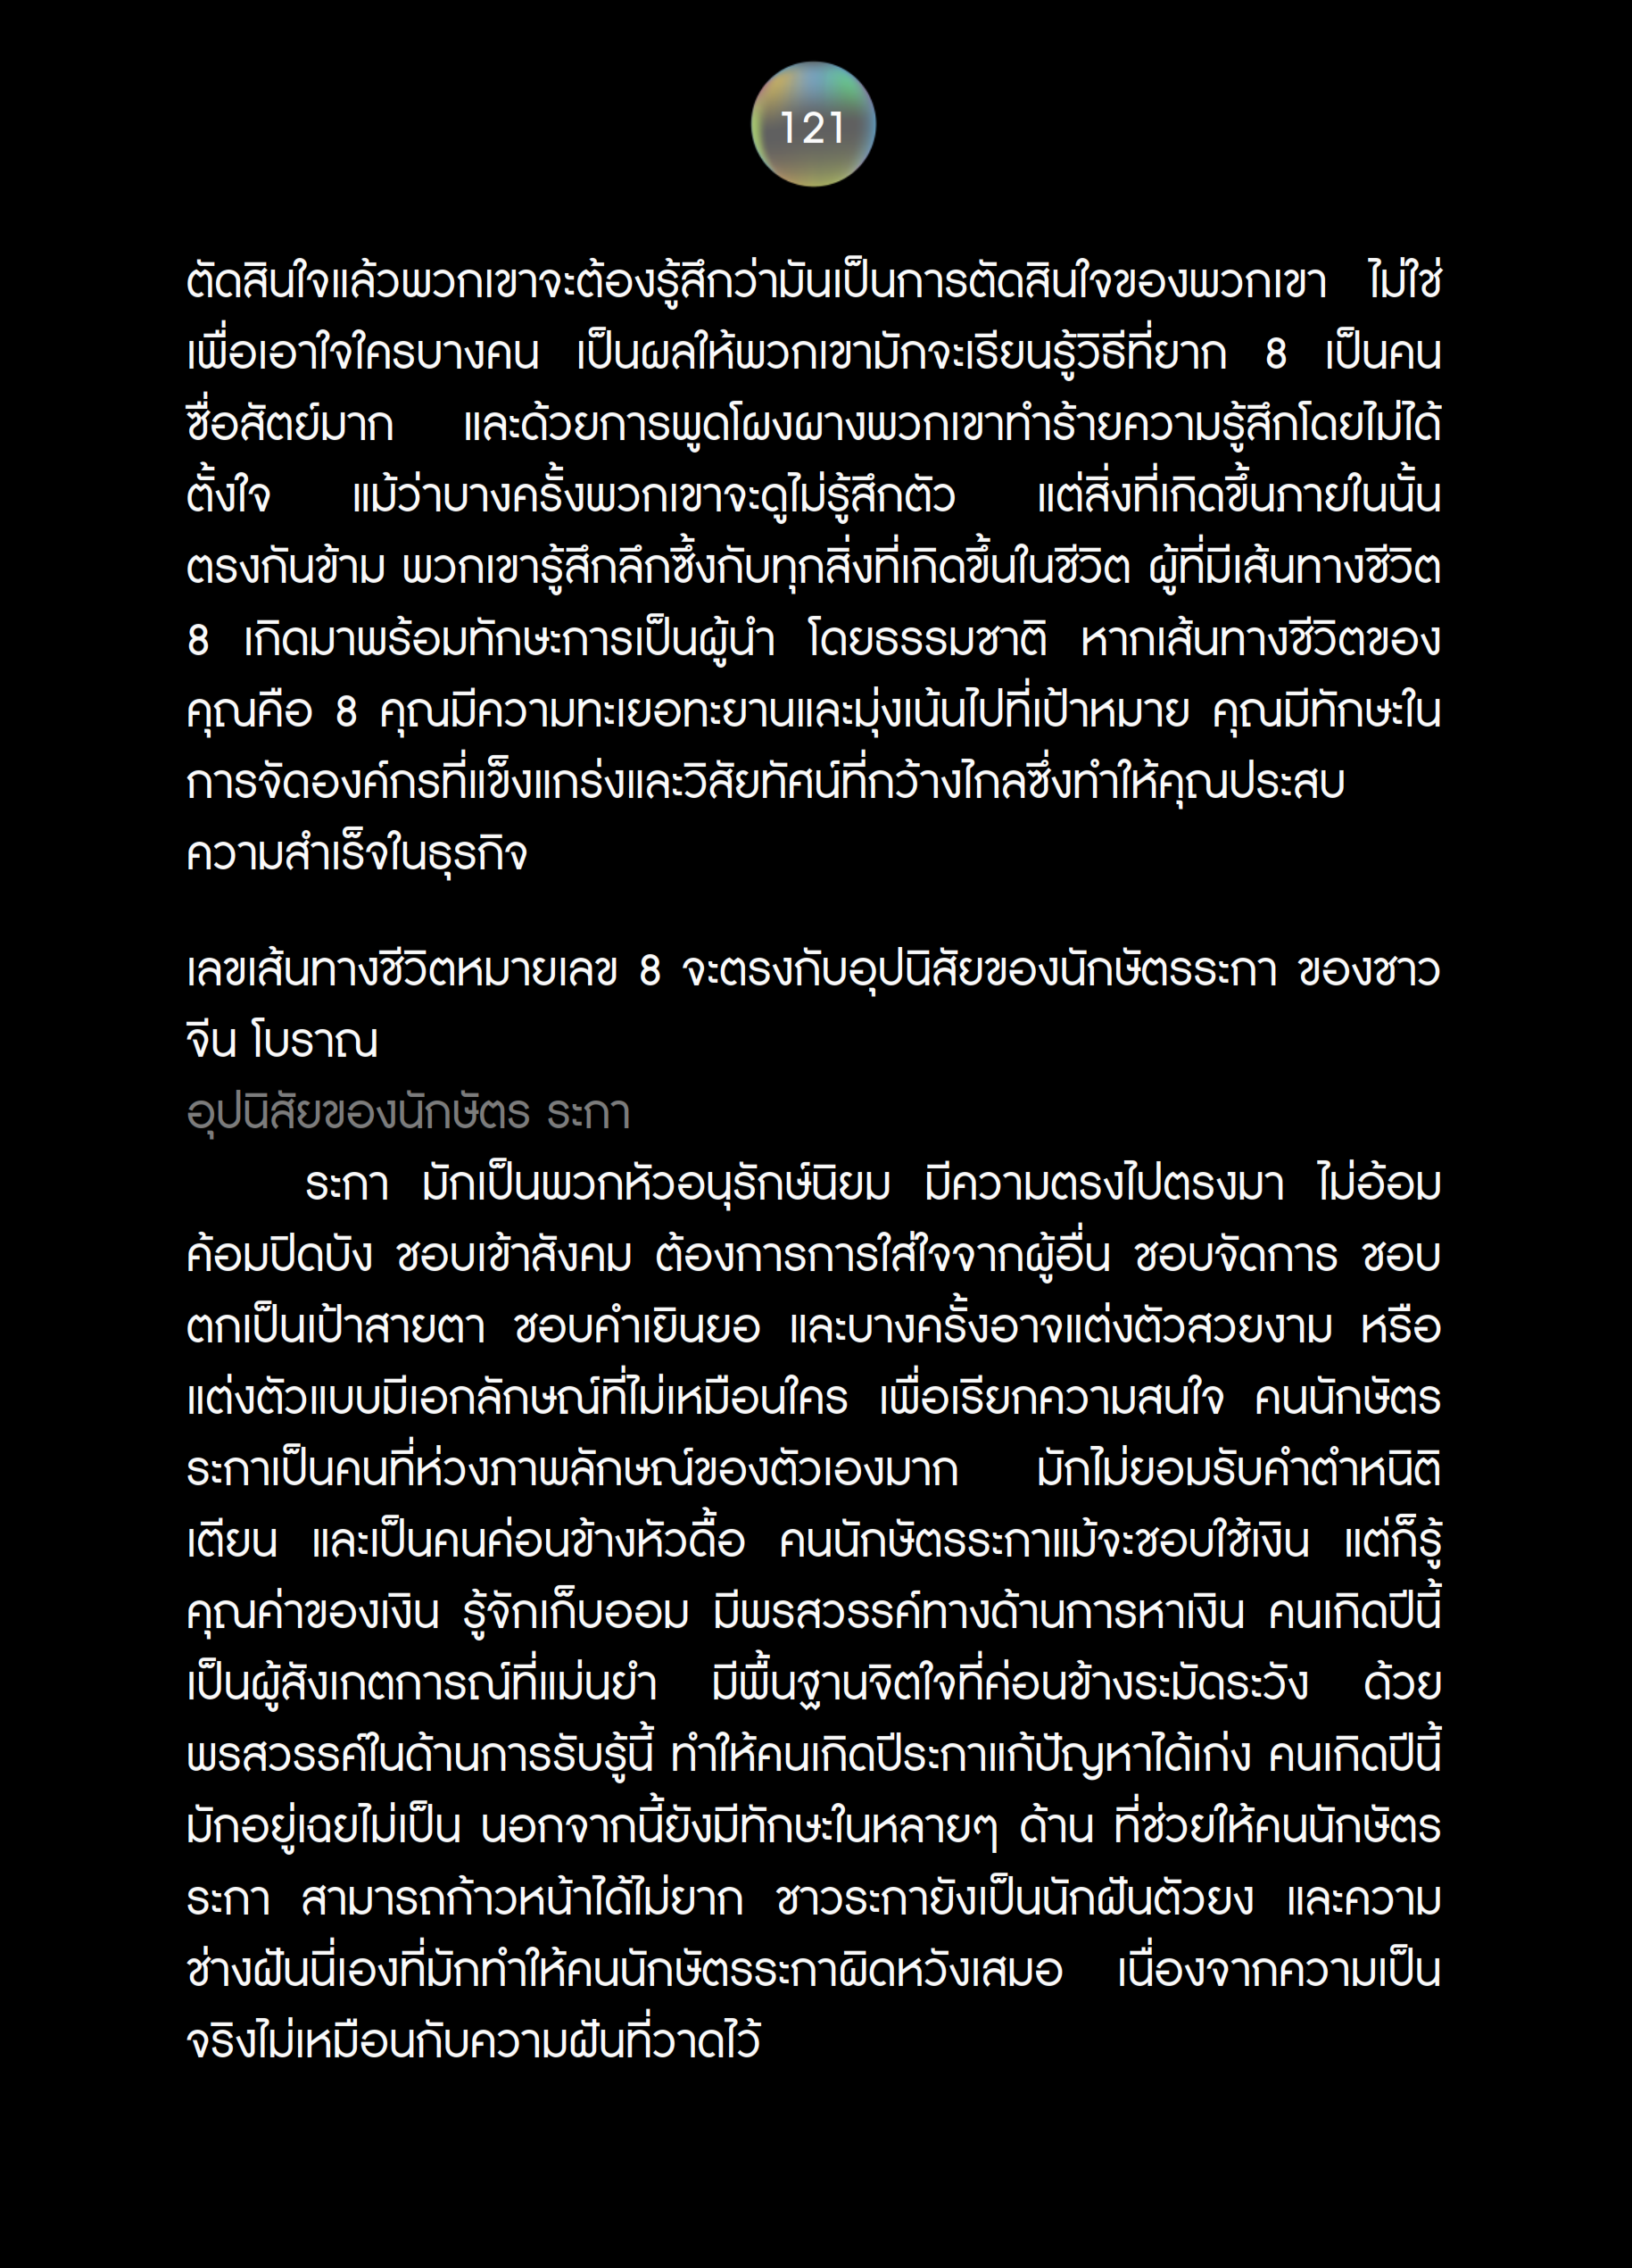 121
ตัดสินใจแล้วพวกเขาจะต้องรู้สึกว่ามันเป็นการตัดสินใจของพวกเขา ไม่ใช่
เพื่อเอาใจใครบางคน เป็นผลให้พวกเขามักจะเรียนรู้วิธีที่ยาก 8 เป็นคน
ซื่อสัตย์มาก และด้วยการพูดโผงผางพวกเขาทำร้ายความรู้สึกโดยไม่ได้
ตั้งใจ แม้ว่าบางครั้งพวกเขาจะดูไม่รู้สึกตัว แต่สิ่งที่เกิดขึ้นภายในนั้น
ตรงกันข้าม พวกเขารู้สึกลึกซึ้งกับทุกสิ่งที่เกิดขึ้นในชีวิต ผู้ที่มีเส้นทางชีวิต
8 เกิดมาพร้อมทักษะการเป็นผู้นำ โดยธรรมชาติ หากเส้นทางชีวิตของ
คุณคือ 8 คุณมีความทะเยอทะยานและมุ่งเน้นไปที่เป้าหมาย คุณมีทักษะใน
การจัดองค์กรที่แข็งแกร่งและวิสัยทัศน์ที่กว้างไกลซึ่งทำให้คุณประสบ
ความสำเร็จในธุรกิจ
เลขเส้นทางชีวิตหมายเลข 8 จะตรงกับอุปนิสัยของนักษัตรระกา ของชาว
จีน โบราณ
อุปนิสัยของนักษัตร ระกา
ระกา มักเป็นพวกหัวอนุรักษ์นิยม มีความตรงไปตรงมา ไม่อ้อม
ค้อมปิดบัง ชอบเข้าสังคม ต้องการการใส่ใจจากผู้อื่น ชอบจัดการ ชอบ
ตกเป็นเป้าสายตา ชอบคำเยินยอ และบางครั้งอาจแต่งตัวสวยงาม หรือ
แต่งตัวแบบมีเอกลักษณ์ที่ไม่เหมือนใคร เพื่อเรียกความสนใจ คนนักษัตร
ระกาเป็นคนที่ห่วงภาพลักษณ์ของตัวเองมาก มักไม่ยอมรับคำตำหนิติ
เตียน และเป็นคนค่อนข้างหัวดื้อ คนนักษัตรระกาแม้จะชอบใช้เงิน แต่ก็รู้
คุณค่าของเงิน รู้จักเก็บออม มีพรสวรรค์ทางด้านการหาเงิน คนเกิดปีนี้
เป็นผู้สังเกตการณ์ที่แม่นยำ มีพื้นฐานจิตใจที่ค่อนข้างระมัดระวัง ด้วย
พรสวรรค์ในด้านการรับรู้นี้ ทำให้คนเกิดปีระกาแก้ปัญหาได้เก่ง คนเกิดปีนี้
มักอยู่เฉยไม่เป็น นอกจากนี้ยังมีทักษะในหลายๆ ด้าน ที่ช่วยให้คนนักษัตร
ระกา สามารถก้าวหน้าได้ไม่ยาก ชาวระกายังเป็นนักฝันตัวยง และความ
ช่างฝันนี่เองที่มักทำให้คนนักษัตรระกาผิดหวังเสมอ เนื่องจากความเป็น
จริงไม่เหมือนกับความฝันที่วาดไว้